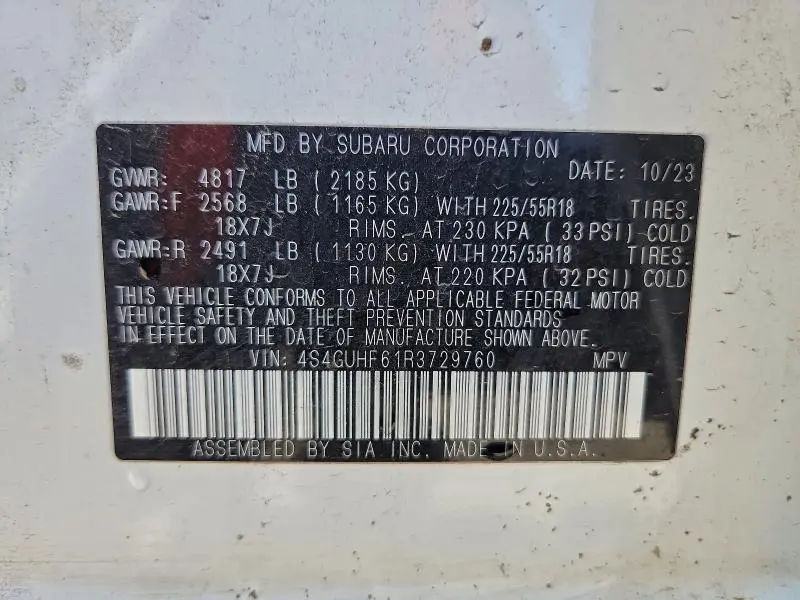 MFD BY SUBARU CORPORATION
DATE: 10/23
GVWR: 4817 LB ( 2185 KG)
GAWR:F 2568 LB ( 1165 KG) WITH 225/55R18 TIRES.
18X7J RIMS. AT 230 KPA ( 33 PSI) COLD
GAWR:R 2491 LB ( 1130 KG) WITH 225/55R18 TIRES.
18X7J RIMS. AT 220 KPA ( 32 PSI) COLD
THIS VEHICLE CONFORMS TO ALL APPLICABLE FEDERAL MOTOR
VEHICLE SAFETY AND THEFT PREVENTION STANDARDS
IN EFFECT ON THE DATE OF MANUFACTURE SHOWN ABOVE.
VIN: 4S4GUHF61R3729760 MPV
ASSEMBLED BY SIA INC, MADE IN U.S.A.